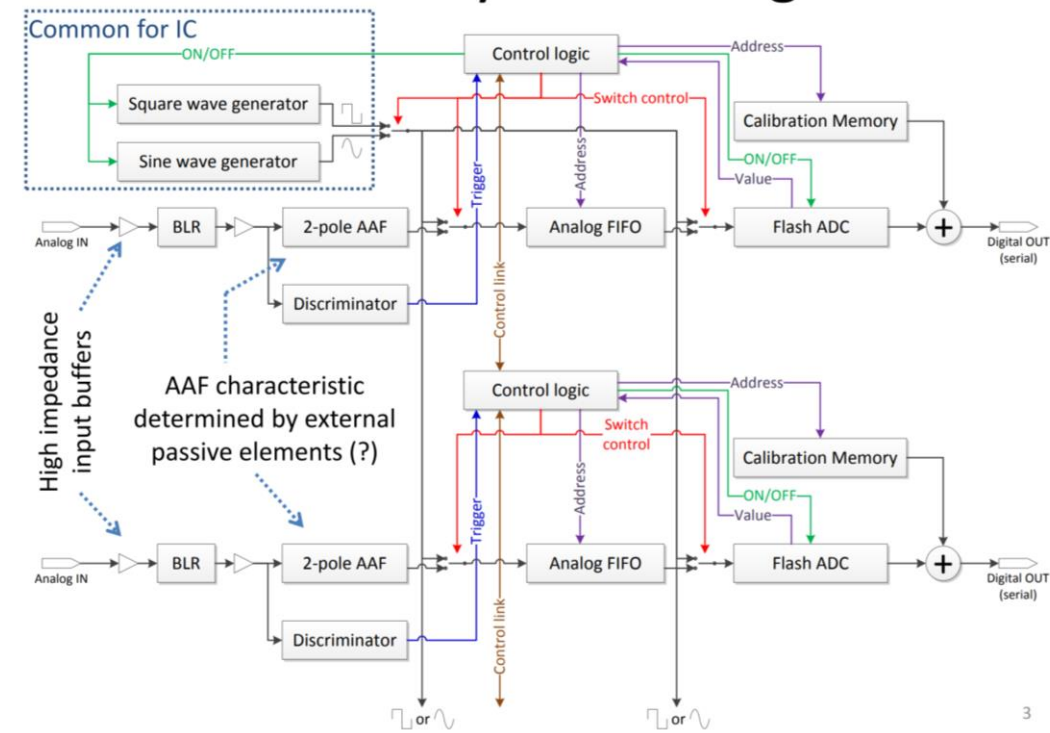 Common for IC
ON/OFF
Square wave generator
Sine wave generator
Control logic
Address
Switch control
Calibration Memory
ON/OFF
Value
Address
Trigger
Analog IN
BLR
2-pole AAF
Analog FIFO
Flash ADC
+
Digital OUT
(serial)
Discriminator
Control link
High impedance
input buffers
AAF characteristic
determined by external
passive elements (?)
Control logic
Address
Switch
control
Calibration Memory
ON/OFF
Value
Address
Trigger
Analog IN
BLR
2-pole AAF
Analog FIFO
Flash ADC
+
Digital OUT
(serial)
Discriminator
Control link
or
or
3